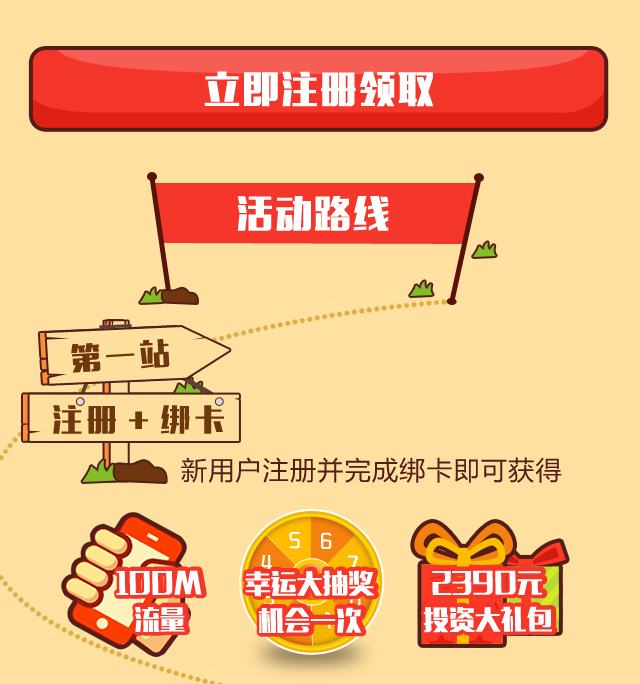 立即注册领取
活动路线
第一站
注册 + 绑卡
新用户注册并完成绑卡即可获得
5 6
4 7
100M
流量
幸运大抽奖
机会一次
2390元
投资大礼包